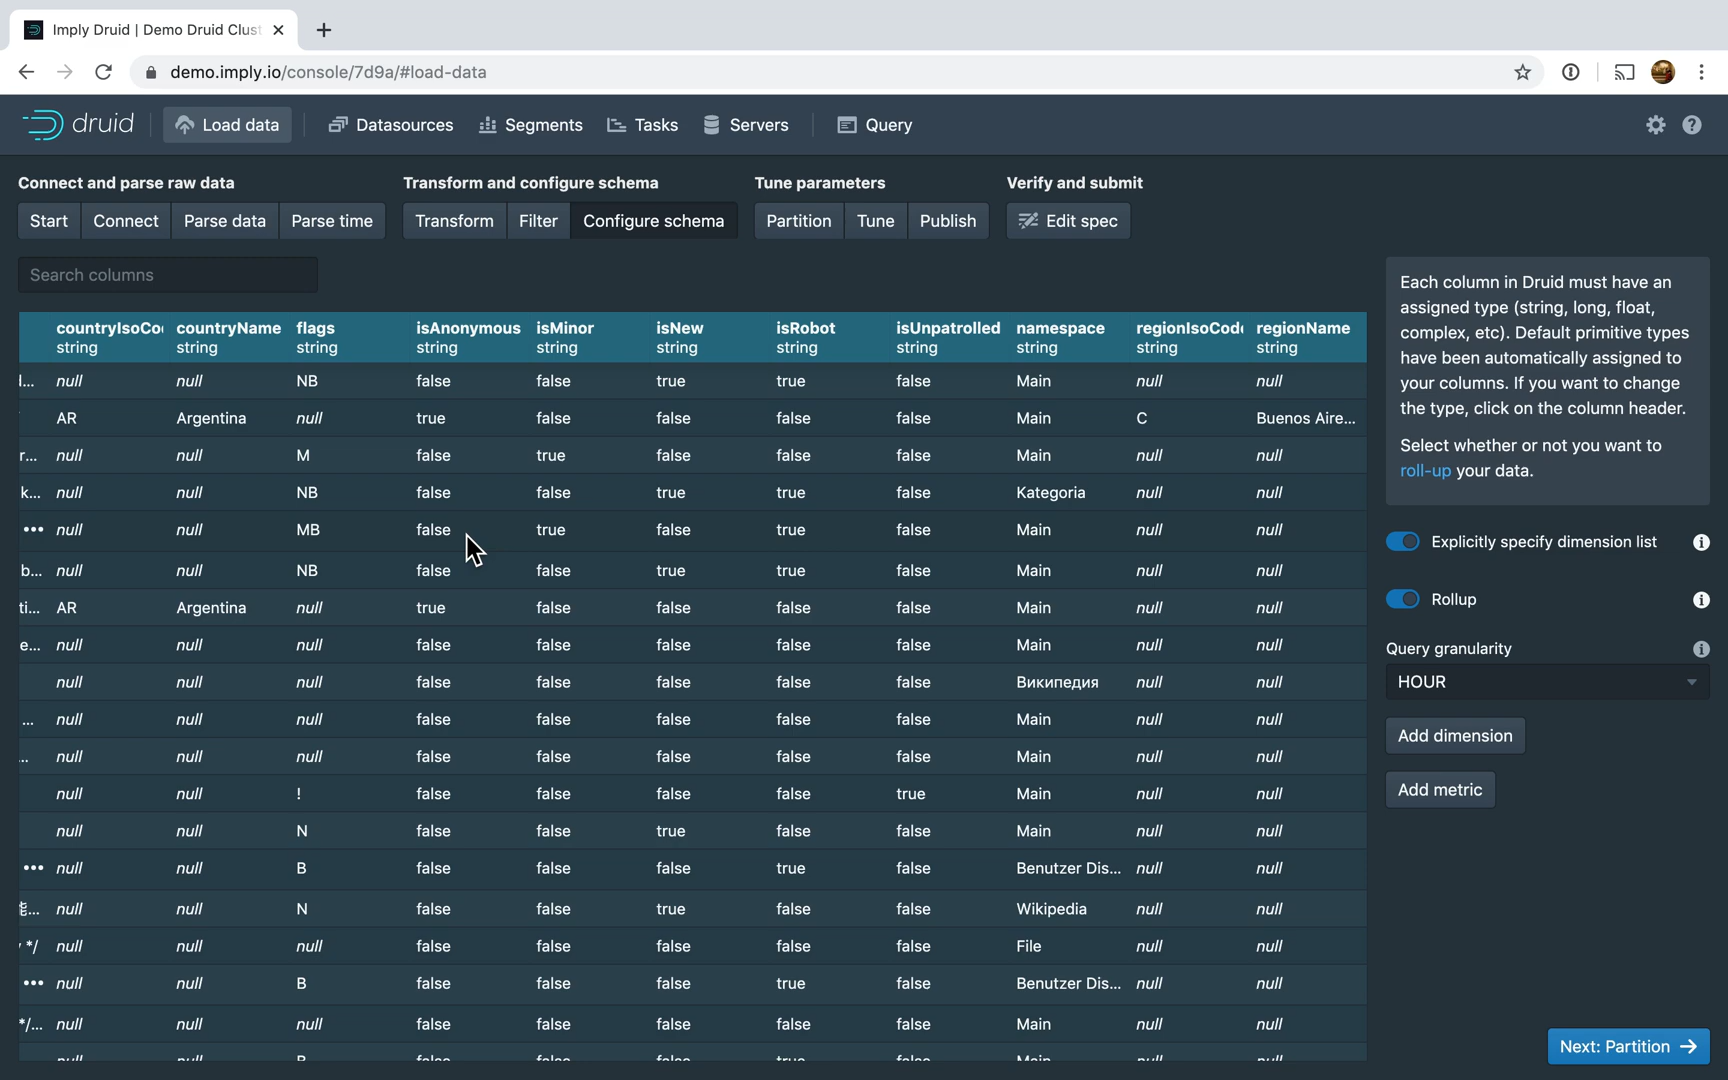 Imply Druid | Demo Druid Clust
demo.imply.io/console/7d9a/#load-data
druid Load data Datasources Segments Tasks Servers Query
Connect and parse raw data Transform and configure schema Tune parameters Verify and submit
Start Connect Parse data Parse time Transform Filter Configure schema Partition Tune Publish Edit spec
Search columns
countryIsoCo countryName flags isAnonymous isMinor isNew isRobot isUnpatrolled namespace regionIsoCod regionName
string string string string string string string string string string string
l... null null NB false false true true false Main null null
AR Argentina null true false false false false Main C Buenos Aire...
r... null null M false true false false false Main null null
k... null null NB false false true true false Kategoria null null
••• null null MB false true false true false Main null null
b... null null NB false false true true false Main null null
ti... AR Argentina null true false false false false Main null null
e... null null null false false false false false Main null null
null null null false false false false false Википедия null null
... null null null false false false false false Main null null
... null null null false false false false false Main null null
null null ! false false false false true Main null null
null null N false false true false false Main null null
••• null null B false false false true false Benutzer Dis... null null
... null null N false false true false false Wikipedia null null
*/ null null null false false false false false File null null
••• null null B false false false true false Benutzer Dis... null null
*/... null null null false false false false false Main null null
null null B false false false true false Main null null
Each column in Druid must have an
assigned type (string, long, float,
complex, etc). Default primitive types
have been automatically assigned to
your columns. If you want to change
the type, click on the column header.
Select whether or not you want to
roll-up your data.
Explicitly specify dimension list
Rollup
Query granularity
HOUR
Add dimension
Add metric
Next: Partition